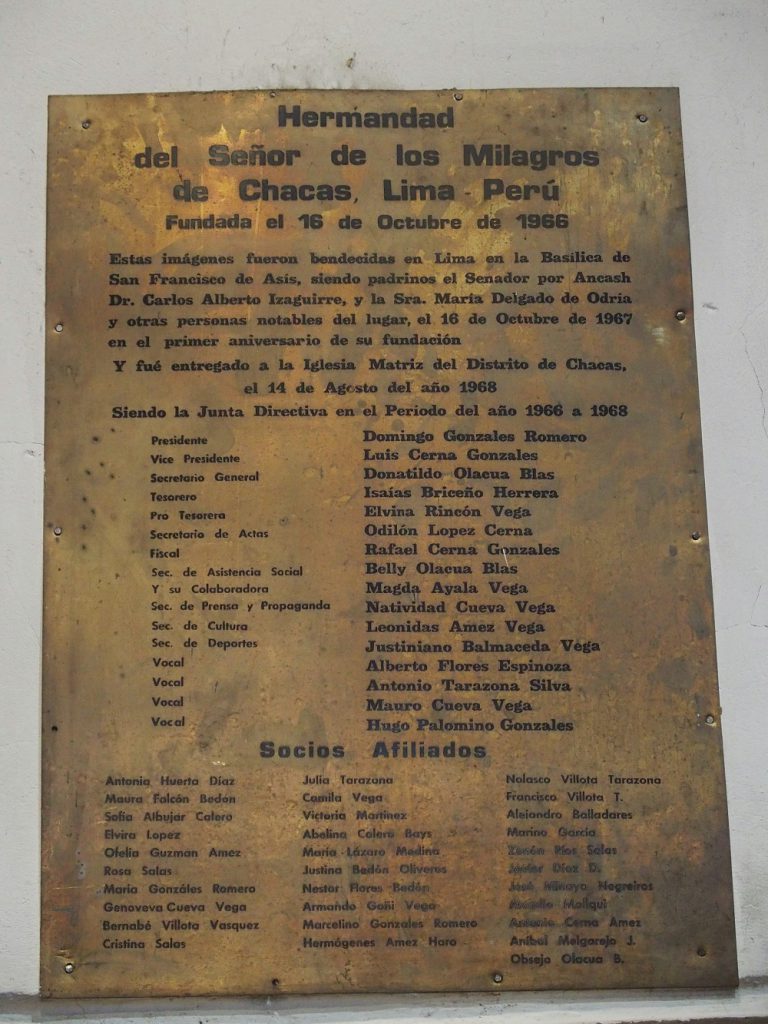 Hermandad
del Señor de los Milagros
de Chacas, Lima - Perú
Fundada el 16 de Octubre de 1966
Estas imágenes fueron bendecidas en Lima en la Basílica de
San Francisco de Asís, siendo padrinos el Senador por Ancash
Dr. Carlos Alberto Izaguirre, y la Sra. María Delgado de Odría
y otras personas notables del lugar, el 16 de Octubre de 1967
en el primer aniversario de su fundación
Y fué entregado a la Iglesia Matriz del Distrito de Chacas,
el 14 de Agosto del año 1968
Siendo la Junta Directiva en el Período del año 1966 a 1968
Presidente Domingo Gonzales Romero
Vice Presidente Luis Cerna Gonzales
Secretario General Donatildo Olacua Blas
Tesorero Isaías Briceño Herrera
Pro Tesorera Elvina Rincón Vega
Secretario de Actas Odilón Lopez Cerna
Fiscal Rafael Cerna Gonzales
Sec. de Asistencia Social Belly Olacua Blas
Y su Colaboradora Magda Ayala Vega
Sec. de Prensa y Propaganda Natividad Cueva Vega
Sec. de Cultura Leonidas Amez Vega
Sec. de Deportes Justiniano Balmaceda Vega
Vocal Alberto Flores Espinoza
Vocal Antonio Tarazona Silva
Vocal Mauro Cueva Vega
Vocal Hugo Palomino Gonzales
Socios Afiliados
Antonia Huerta Díaz Julia Tarazona Nolasco Villota Tarazona
Maura Falcón Bedon Camila Vega Francisco Villota T.
Sofía Albujar Calero Victoria Martínez Alejandro Balladares
Elvira Lopez Abelina Calero Bays Marino García
Ofelia Guzman Amez María Lázaro Medina Zenón Ríos Salas
Rosa Salas Justina Bedón Oliveros Javier Díaz D.
María Gonzáles Romero Nestor Flores Bedón José Minaya Negreiros
Genoveva Cueva Vega Armando Goñi Vega Mallqui
Bernabé Villota Vasquez Marcelino Gonzales Romero Antonio Cerna Amez
Cristina Salas Hermógenes Amez Haro Aníbal Melgarejo J.
Obsejo Olacua B.